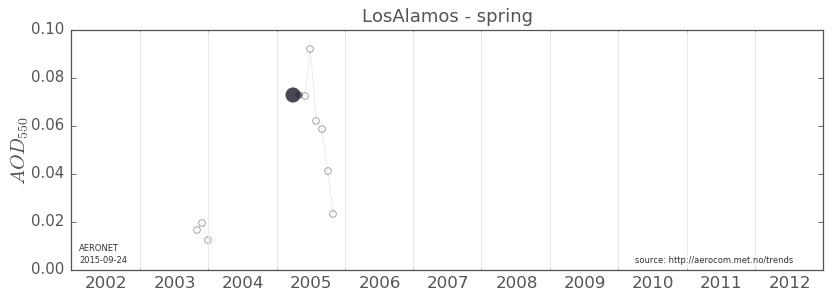 LosAlamos - spring
0.10
0.08
0.06
0.04
0.02
0.00
AOD550
AERONET
2015-09-24
source: http://aerocom.met.no/trends
2002 2003 2004 2005 2006 2007 2008 2009 2010 2011 2012